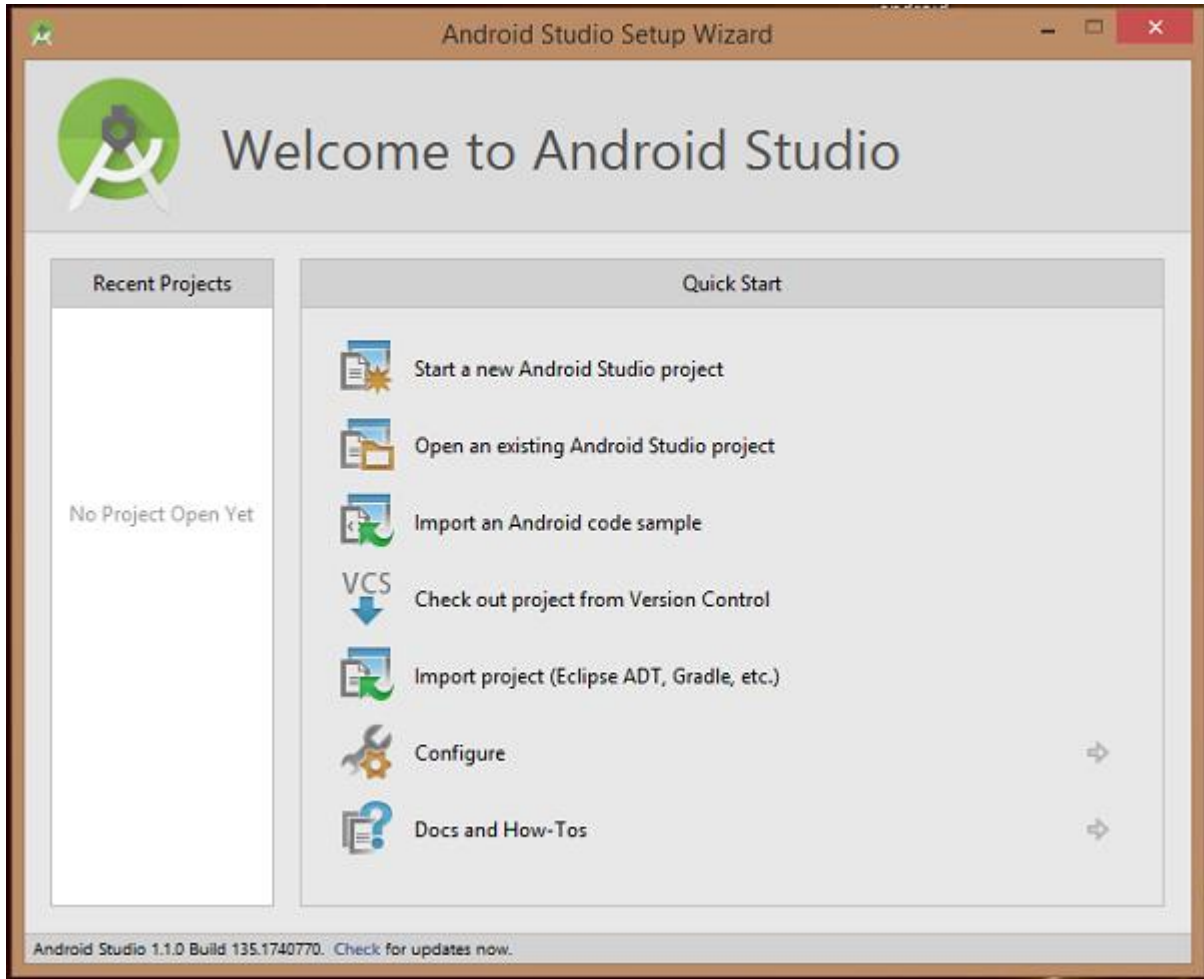 Android Studio Setup Wizard
Welcome to Android Studio
Recent Projects
No Project Open Yet
Quick Start
Start a new Android Studio project
Open an existing Android Studio project
Import an Android code sample
VCS
Check out project from Version Control
Import project (Eclipse ADT, Gradle, etc.)
Configure
Docs and How-Tos
Android Studio 1.1.0 Build 135.1740770. Check for updates now.